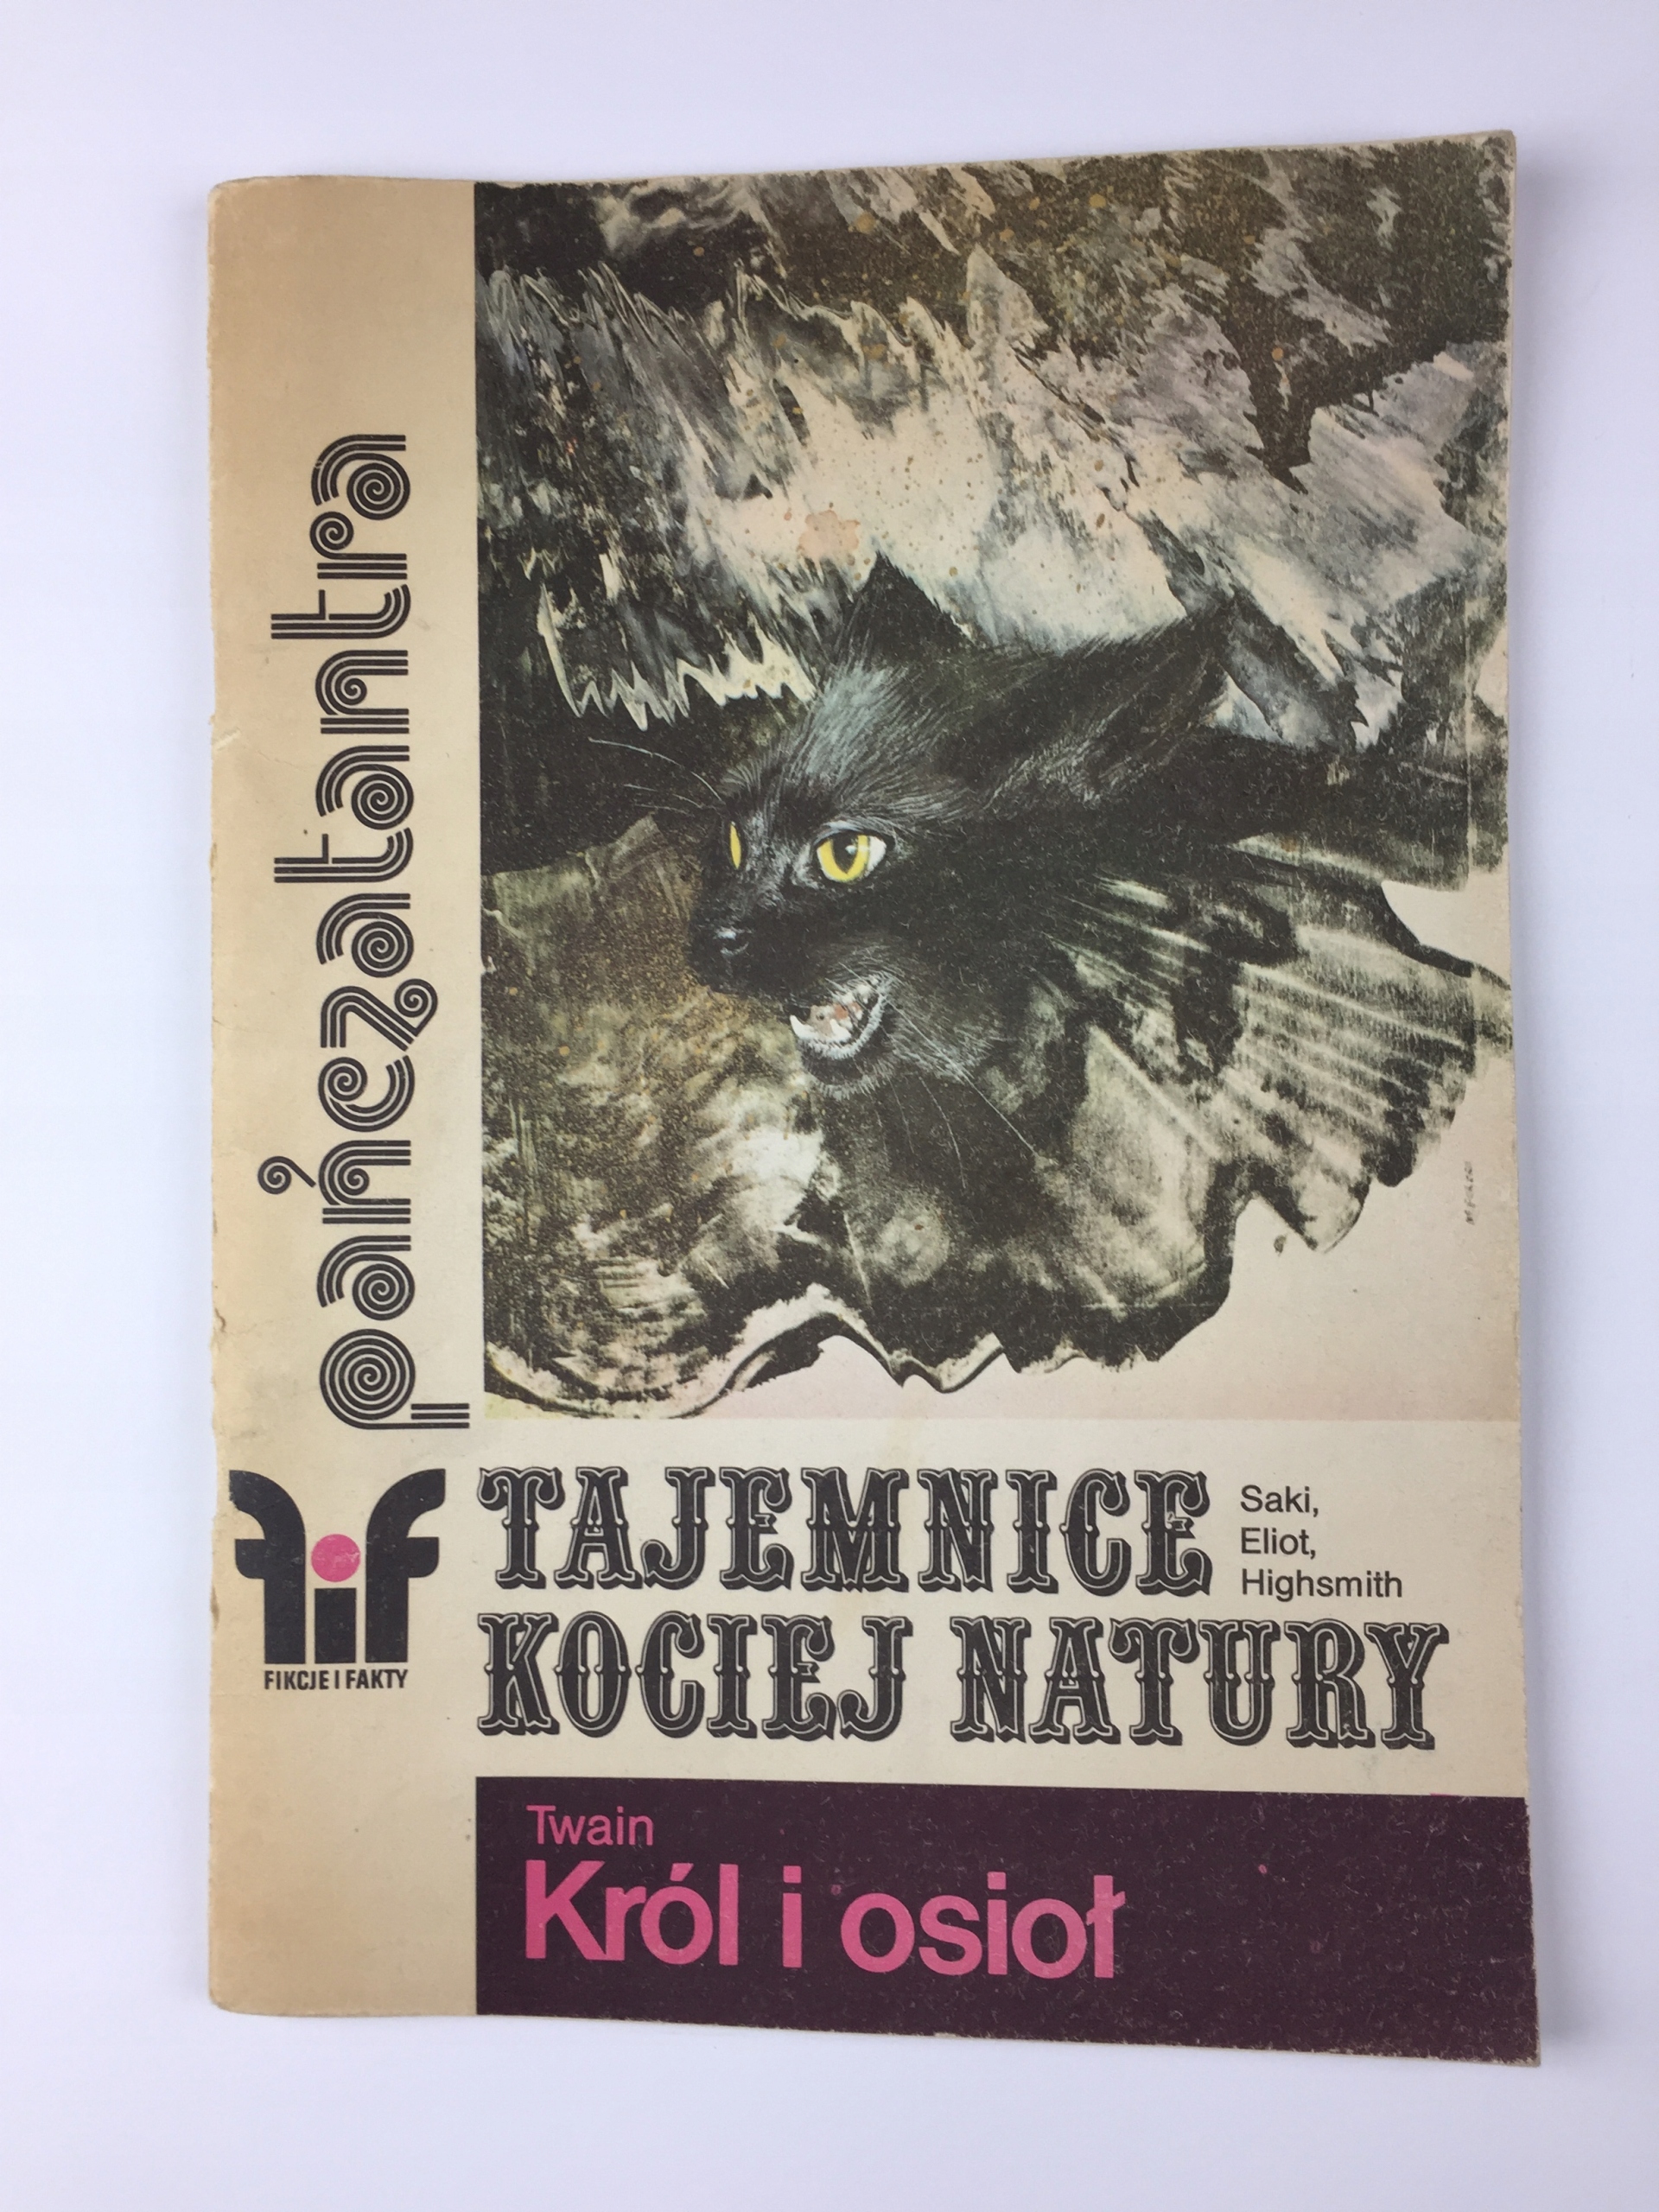 pańczatantra
fif
FIKCJE I FAKTY
TAJEMNICE
KOCIEJ NATURY
Saki,
Eliot,
Highsmith
Twain
Król i osioł